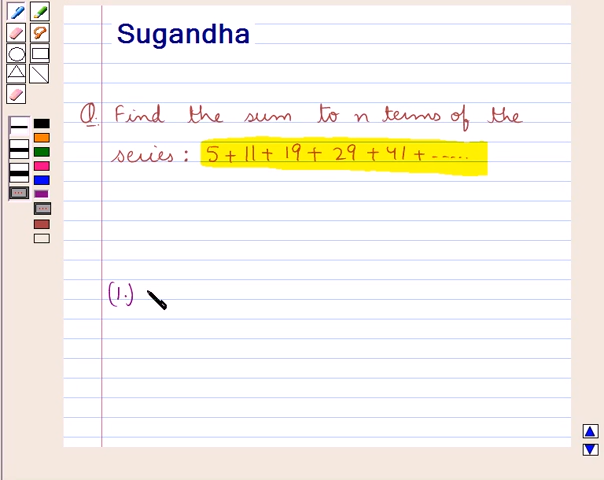 Sugandha
Q. Find the sum to n terms of the
series : 5 + 11 + 19 + 29 + 41 + .....
(1.)